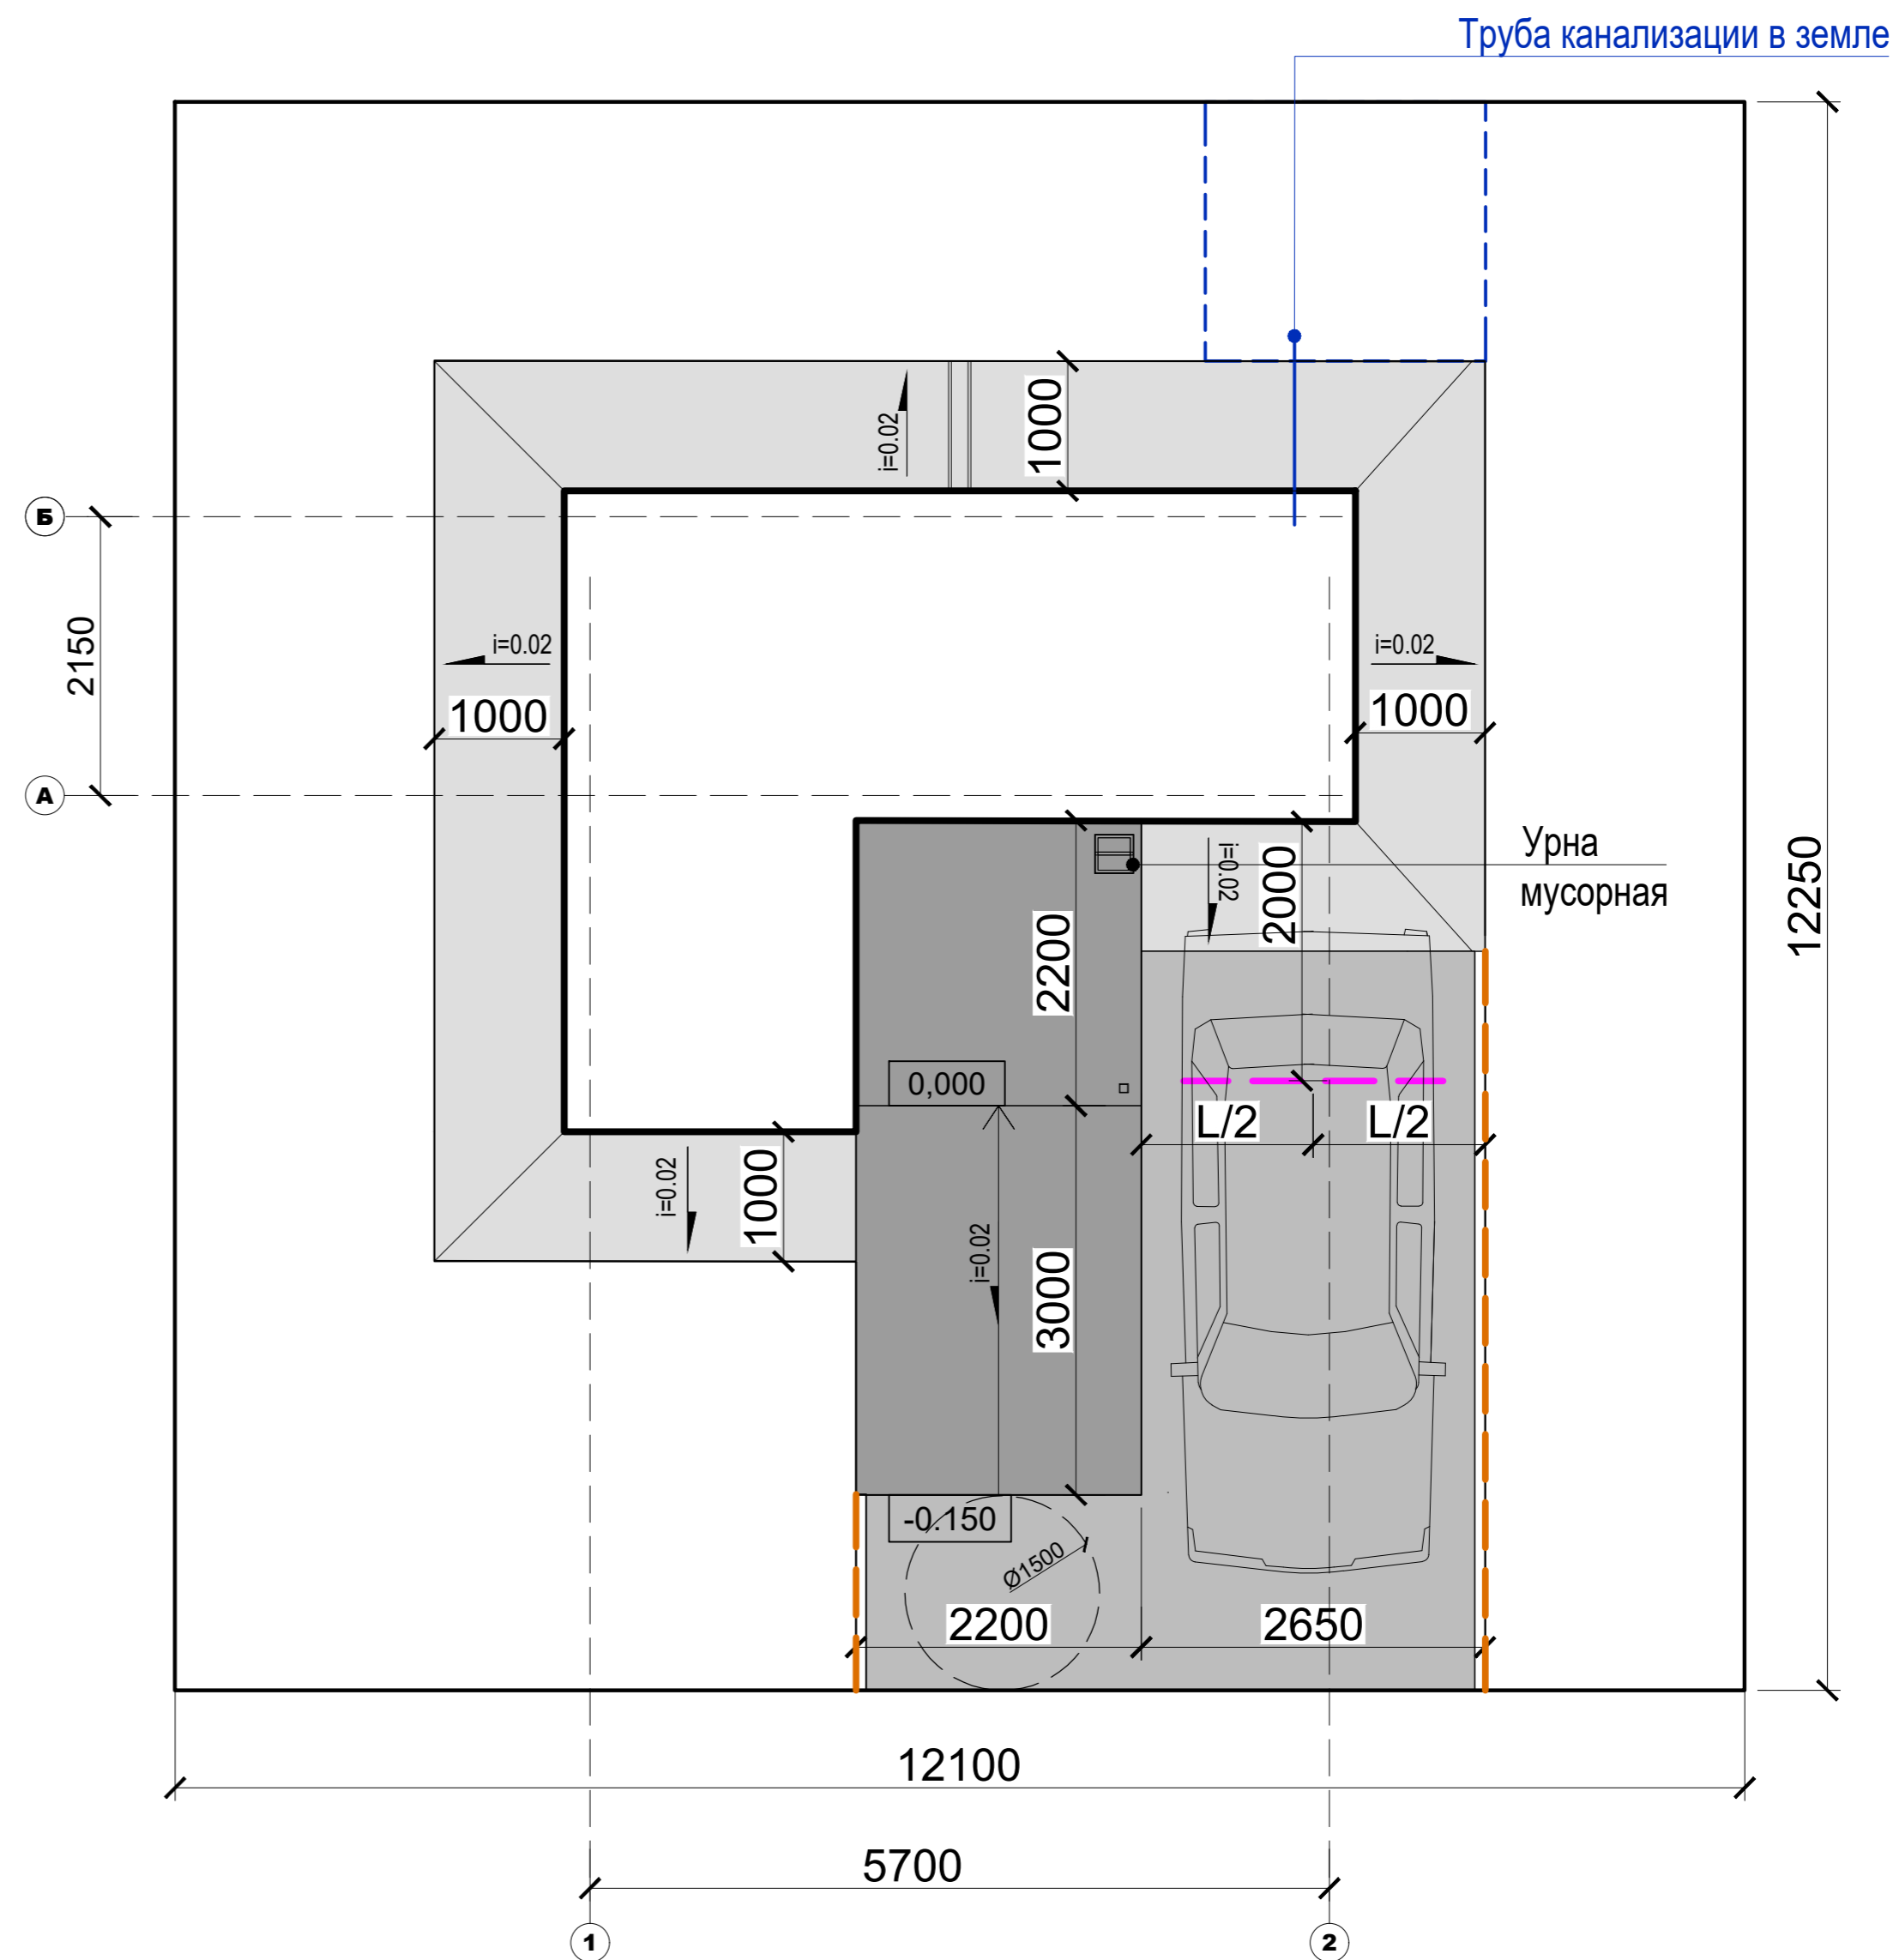 Труба канализации в земле
i=0.02
1000
Б
2150
i=0.02
i=0.02
1000
1000
А
i=0.02
2000
Урна
мусорная
12250
2200
0,000
L/2
L/2
i=0.02
1000
i=0.02
3000
-0.150
Ø1500
2200
2650
12100
5700
1
2